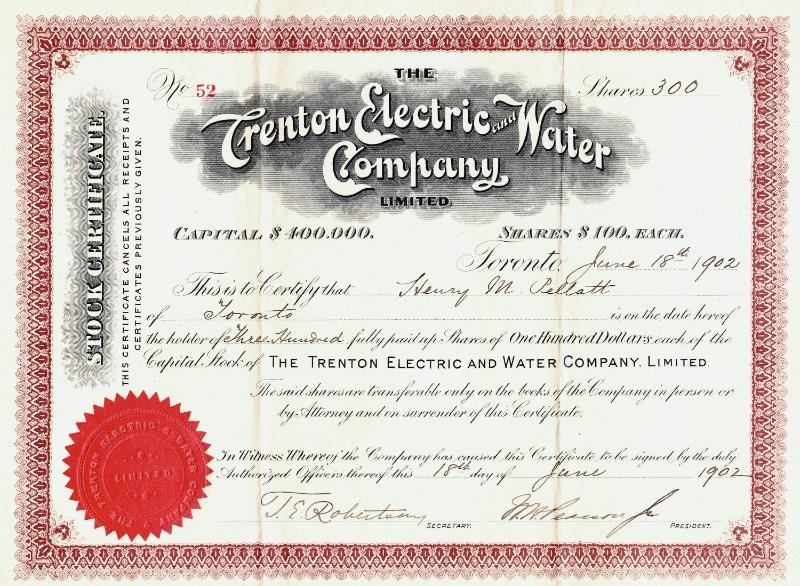 No 52
Shares 300
THE
Trenton Electric and Water
Company
LIMITED.
CAPITAL $400.000.
SHARES $100. EACH.
Toronto, June 18th 1902
This is to Certify that Henry M. Pellatt
of Toronto is on the date hereof
the holder of Three Hundred fully paid up Shares of One Hundred Dollars each of the
Capital Stock of THE TRENTON ELECTRIC AND WATER COMPANY, LIMITED.
The said shares are transferable only on the books of the Company in person or
by Attorney and on surrender of this Certificate.
In Witness Whereof the Company has caused this Certificate to be signed by the duly
Authorized Officers thereof this 18th day of June 1902
T. E. Robertson
SECRETARY.
PRESIDENT.
STOCK CERTIFICATE
THIS CERTIFICATE CANCELS ALL RECEIPTS AND
CERTIFICATES PREVIOUSLY GIVEN.
THE TRENTON ELECTRIC & WATER COMPANY
LIMITED